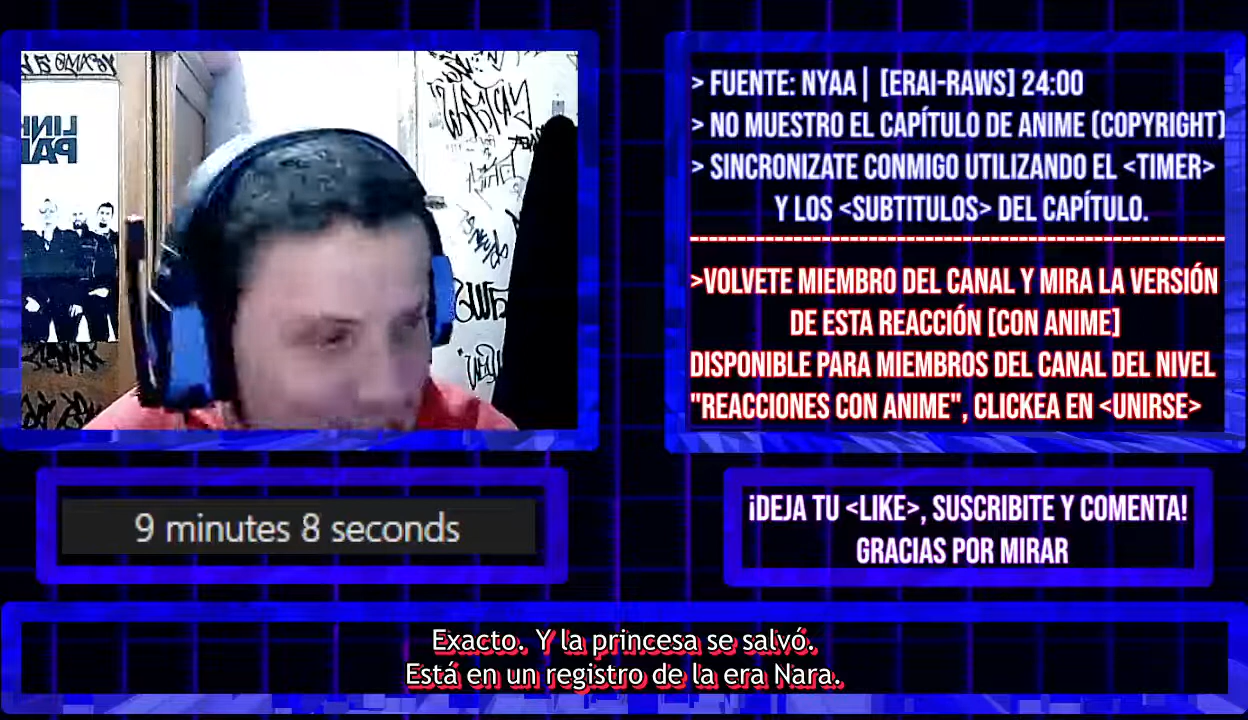 LINK
PAR
> FUENTE: NYAA| [ERAI-RAWS] 24:00
> NO MUESTRO EL CAPÍTULO DE ANIME (COPYRIGHT)
> SINCRONIZATE CONMIGO UTILIZANDO EL <TIMER>
Y LOS <SUBTITULOS> DEL CAPÍTULO.
>VOLVETE MIEMBRO DEL CANAL Y MIRA LA VERSIÓN
DE ESTA REACCIÓN [CON ANIME]
DISPONIBLE PARA MIEMBROS DEL CANAL DEL NIVEL
"REACCIONES CON ANIME", CLICKEA EN <UNIRSE>
9 minutes 8 seconds
¡DEJA TU <LIKE>, SUSCRIBITE Y COMENTA!
GRACIAS POR MIRAR
Exacto. Y la princesa se salvó.
Está en un registro de la era Nara.